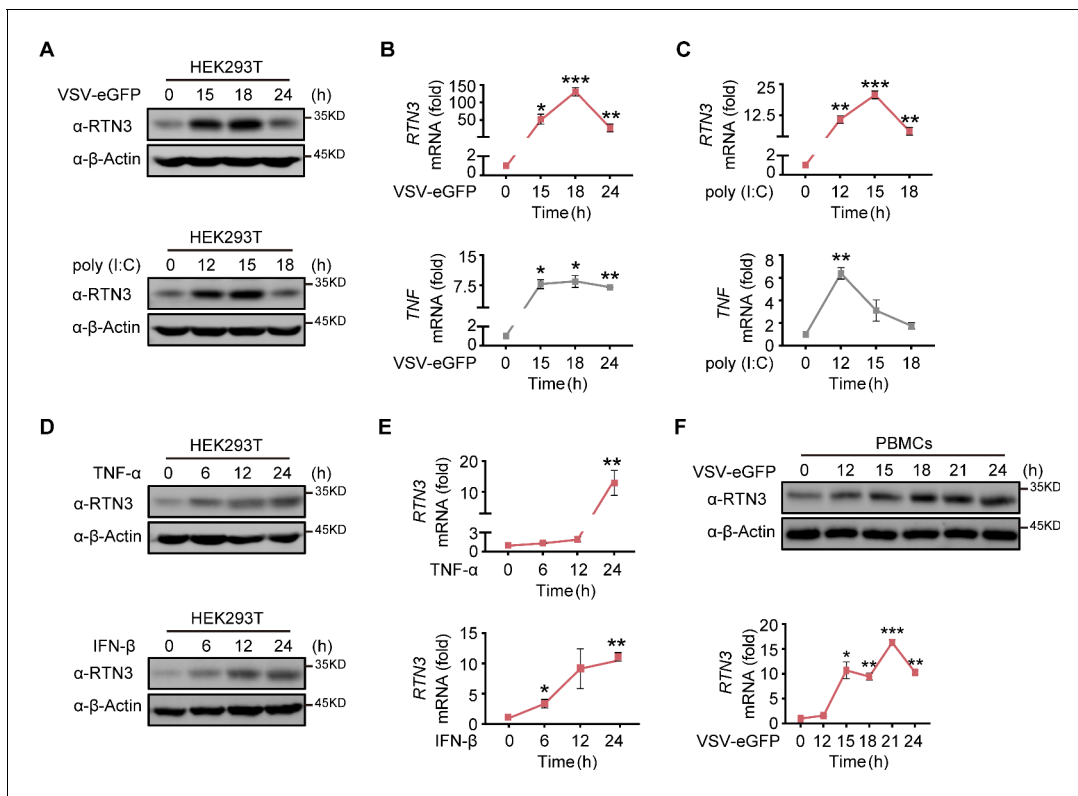 A
HEK293T
VSV-eGFP 0 15 18 24 (h)
α-RTN3
35KD
α-β-Actin
45KD
HEK293T
poly (I:C) 0 12 15 18 (h)
α-RTN3
35KD
α-β-Actin
45KD
B
RTN3
mRNA (fold)
150
100
50
2
0
*
***
**
0 15 18 24
VSV-eGFP
Time (h)
TNF
mRNA (fold)
15
7.5
2
0
*
*
**
0 15 18 24
VSV-eGFP
Time (h)
C
RTN3
mRNA (fold)
25
12.5
2
0
**
***
**
0 12 15 18
poly (I:C)
Time (h)
TNF
mRNA (fold)
8
6
4
2
0
**
0 12 15 18
poly (I:C)
Time (h)
D
HEK293T
TNF-α 0 6 12 24 (h)
α-RTN3
35KD
α-β-Actin
45KD
HEK293T
IFN-β 0 6 12 24 (h)
α-RTN3
35KD
α-β-Actin
45KD
E
RTN3
mRNA (fold)
20
10
3
0
**
TNF-α
0 6 12 24
Time (h)
RTN3
mRNA (fold)
15
10
5
0
*
**
IFN-β
0 6 12 24
Time (h)
F
PBMCs
VSV-eGFP 0 12 15 18 21 24 (h)
α-RTN3
35KD
α-β-Actin
45KD
RTN3
mRNA (fold)
20
15
10
5
0
*
**
***
**
0 12 15 18 21 24
VSV-eGFP
Time (h)